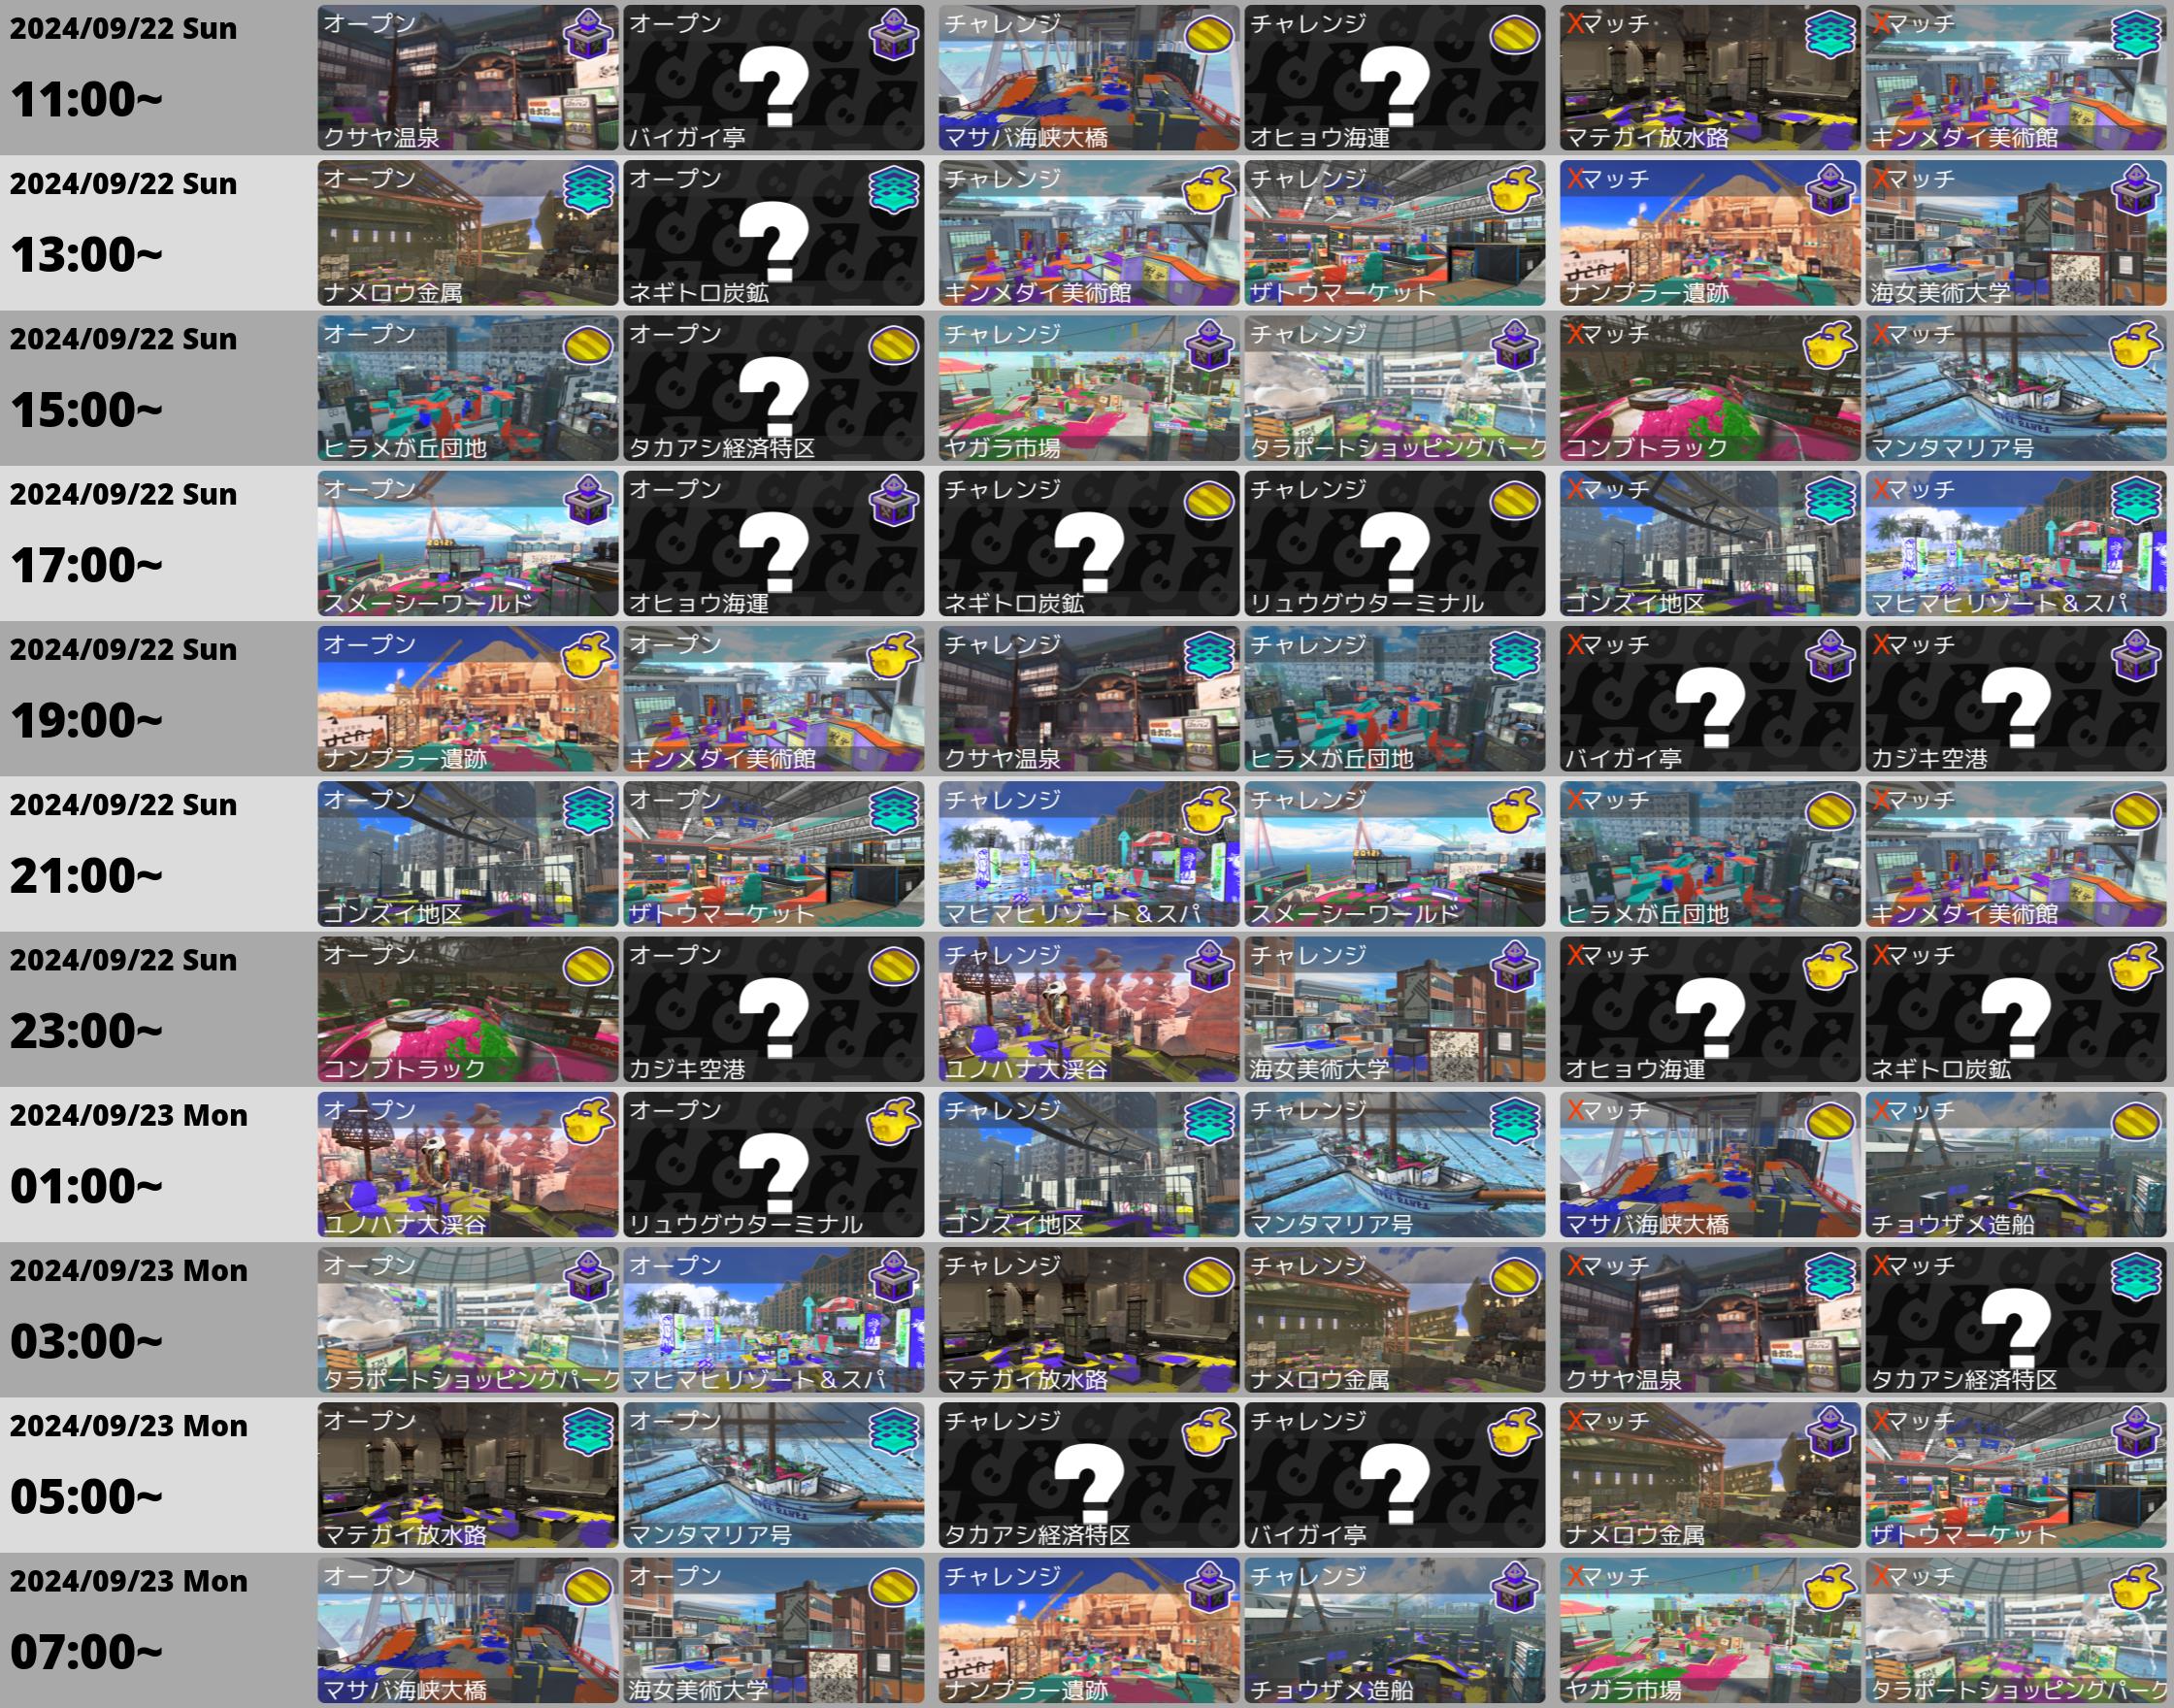 2024/09/22 Sun
11:00~
オープン オープン チャレンジ チャレンジ Xマッチ Xマッチ
クサヤ温泉 バイガイ亭 マサバ海峡大橋 オヒョウ海運 マテガイ放水路 キンメダイ美術館
2024/09/22 Sun
13:00~
オープン オープン チャレンジ チャレンジ Xマッチ Xマッチ
ナメロウ金属 ネギトロ炭鉱 キンメダイ美術館 ザトウマーケット ナンプラー遺跡 海女美術大学
2024/09/22 Sun
15:00~
オープン オープン チャレンジ チャレンジ Xマッチ Xマッチ
ヒラメが丘団地 タカアシ経済特区 ヤガラ市場 タラポートショッピングパーク コンブトラック マンタマリア号
2024/09/22 Sun
17:00~
オープン オープン チャレンジ チャレンジ Xマッチ Xマッチ
スメーシーワールド オヒョウ海運 ネギトロ炭鉱 リュウグウターミナル ゴンズイ地区 マヒマヒリゾート&スパ
2024/09/22 Sun
19:00~
オープン オープン チャレンジ チャレンジ Xマッチ Xマッチ
ナンプラー遺跡 キンメダイ美術館 クサヤ温泉 ヒラメが丘団地 バイガイ亭 カジキ空港
2024/09/22 Sun
21:00~
オープン オープン チャレンジ チャレンジ Xマッチ Xマッチ
ゴンズイ地区 ザトウマーケット マヒマヒリゾート&スパ スメーシーワールド ヒラメが丘団地 キンメダイ美術館
2024/09/22 Sun
23:00~
オープン オープン チャレンジ チャレンジ Xマッチ Xマッチ
コンブトラック カジキ空港 ユノハナ大渓谷 海女美術大学 オヒョウ海運 ネギトロ炭鉱
2024/09/23 Mon
01:00~
オープン オープン チャレンジ チャレンジ Xマッチ Xマッチ
ユノハナ大渓谷 リュウグウターミナル ゴンズイ地区 マンタマリア号 マサバ海峡大橋 チョウザメ造船
2024/09/23 Mon
03:00~
オープン オープン チャレンジ チャレンジ Xマッチ Xマッチ
タラポートショッピングパーク マヒマヒリゾート&スパ マテガイ放水路 ナメロウ金属 クサヤ温泉 タカアシ経済特区
2024/09/23 Mon
05:00~
オープン オープン チャレンジ チャレンジ Xマッチ Xマッチ
マテガイ放水路 マンタマリア号 タカアシ経済特区 バイガイ亭 ナメロウ金属 ザトウマーケット
2024/09/23 Mon
07:00~
オープン オープン チャレンジ チャレンジ Xマッチ Xマッチ
マサバ海峡大橋 海女美術大学 ナンプラー遺跡 チョウザメ造船 ヤガラ市場 タラポートショッピングパーク